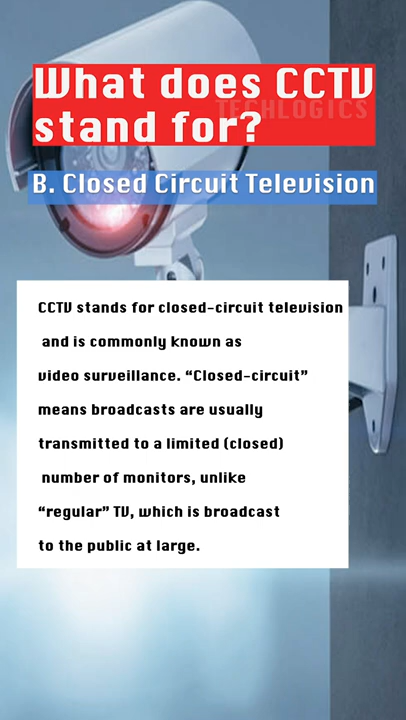 What does CCTV
TECHLOGICS
stand for?
B. Closed Circuit Television
CCTV stands for closed-circuit television
and is commonly known as
video surveillance. “Closed-circuit”
means broadcasts are usually
transmitted to a limited (closed)
number of monitors, unlike
“regular” TV, which is broadcast
to the public at large.